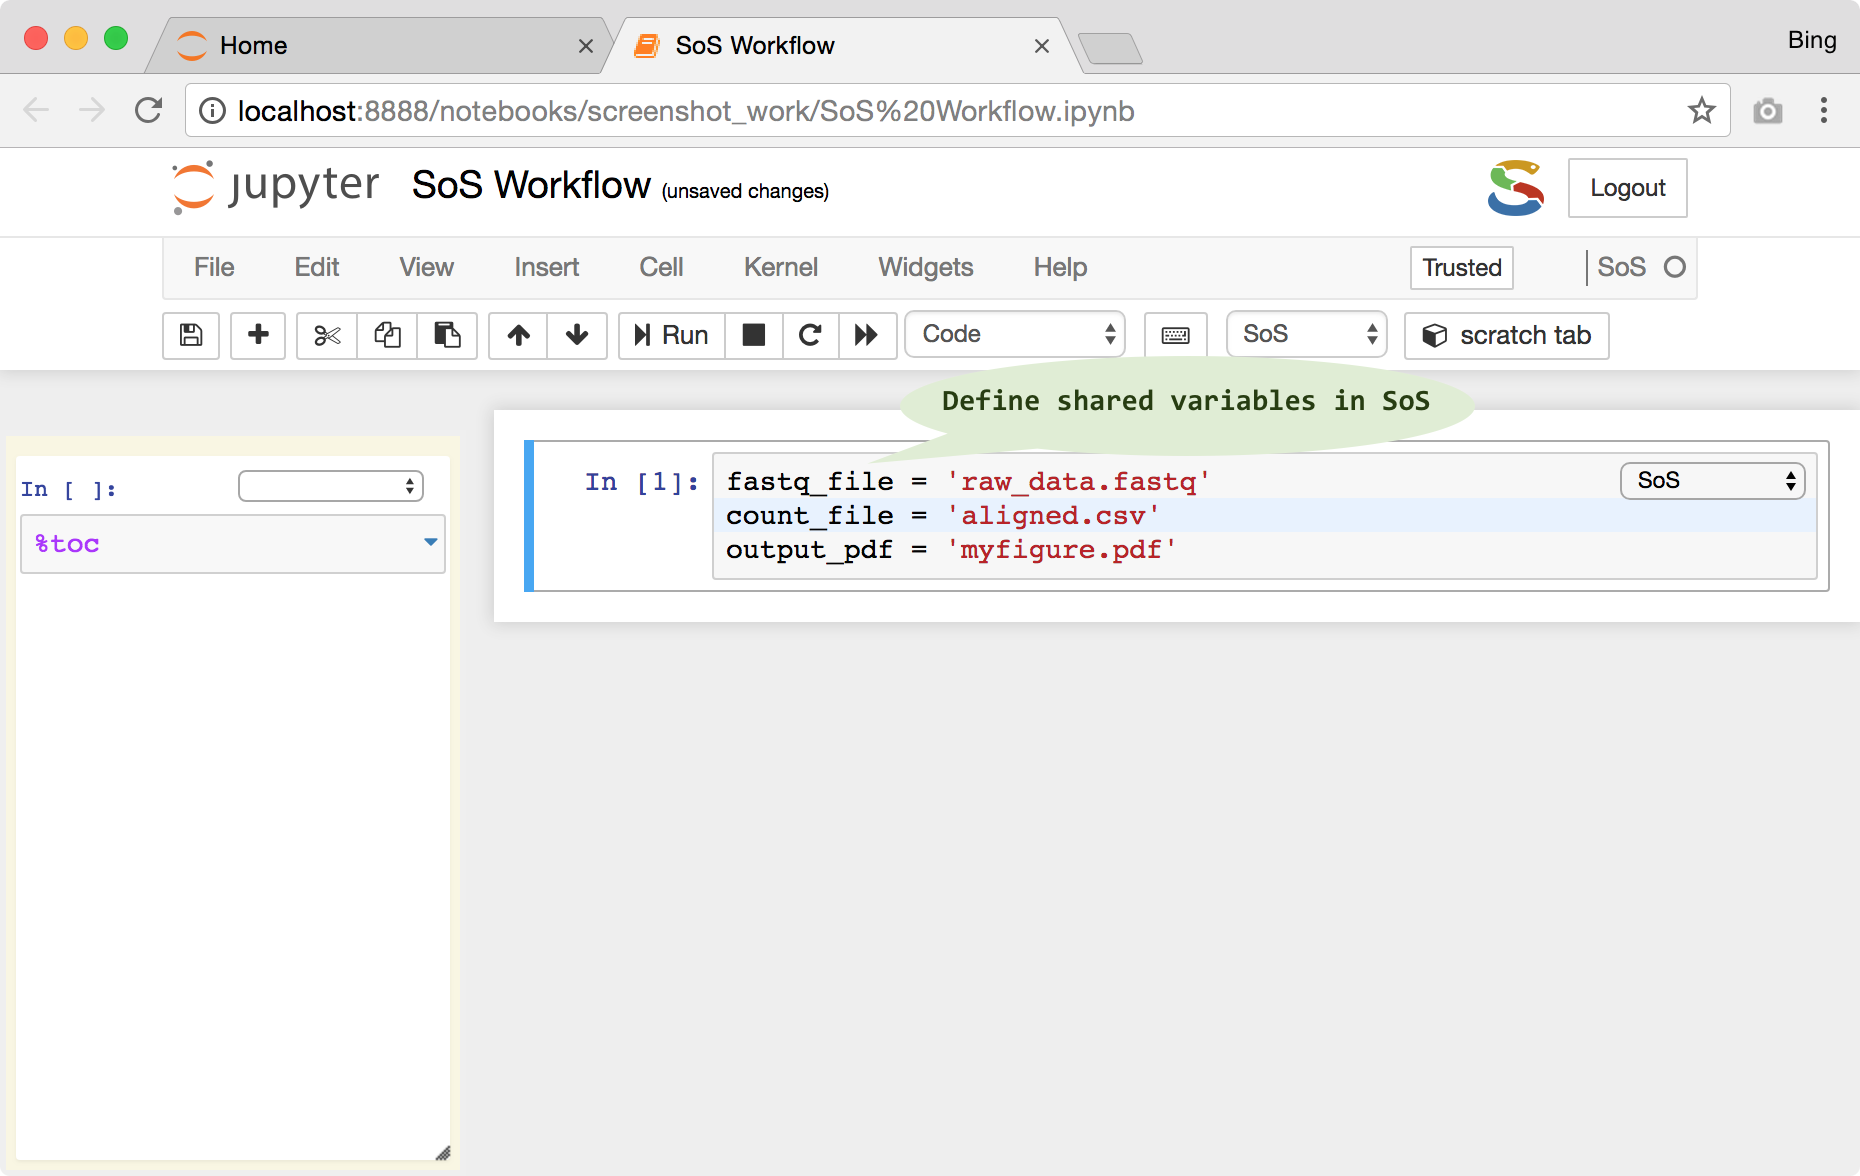 Home
SoS Workflow
Bing
localhost:8888/notebooks/screenshot_work/SoS%20Workflow.ipynb
jupyter SoS Workflow (unsaved changes)
Logout
File Edit View Insert Cell Kernel Widgets Help
Trusted
SoS
Run
Code
SoS
scratch tab
Define shared variables in SoS
In [ ]:
%toc
In [1]:
fastq_file = 'raw_data.fastq'
count_file = 'aligned.csv'
output_pdf = 'myfigure.pdf'
SoS